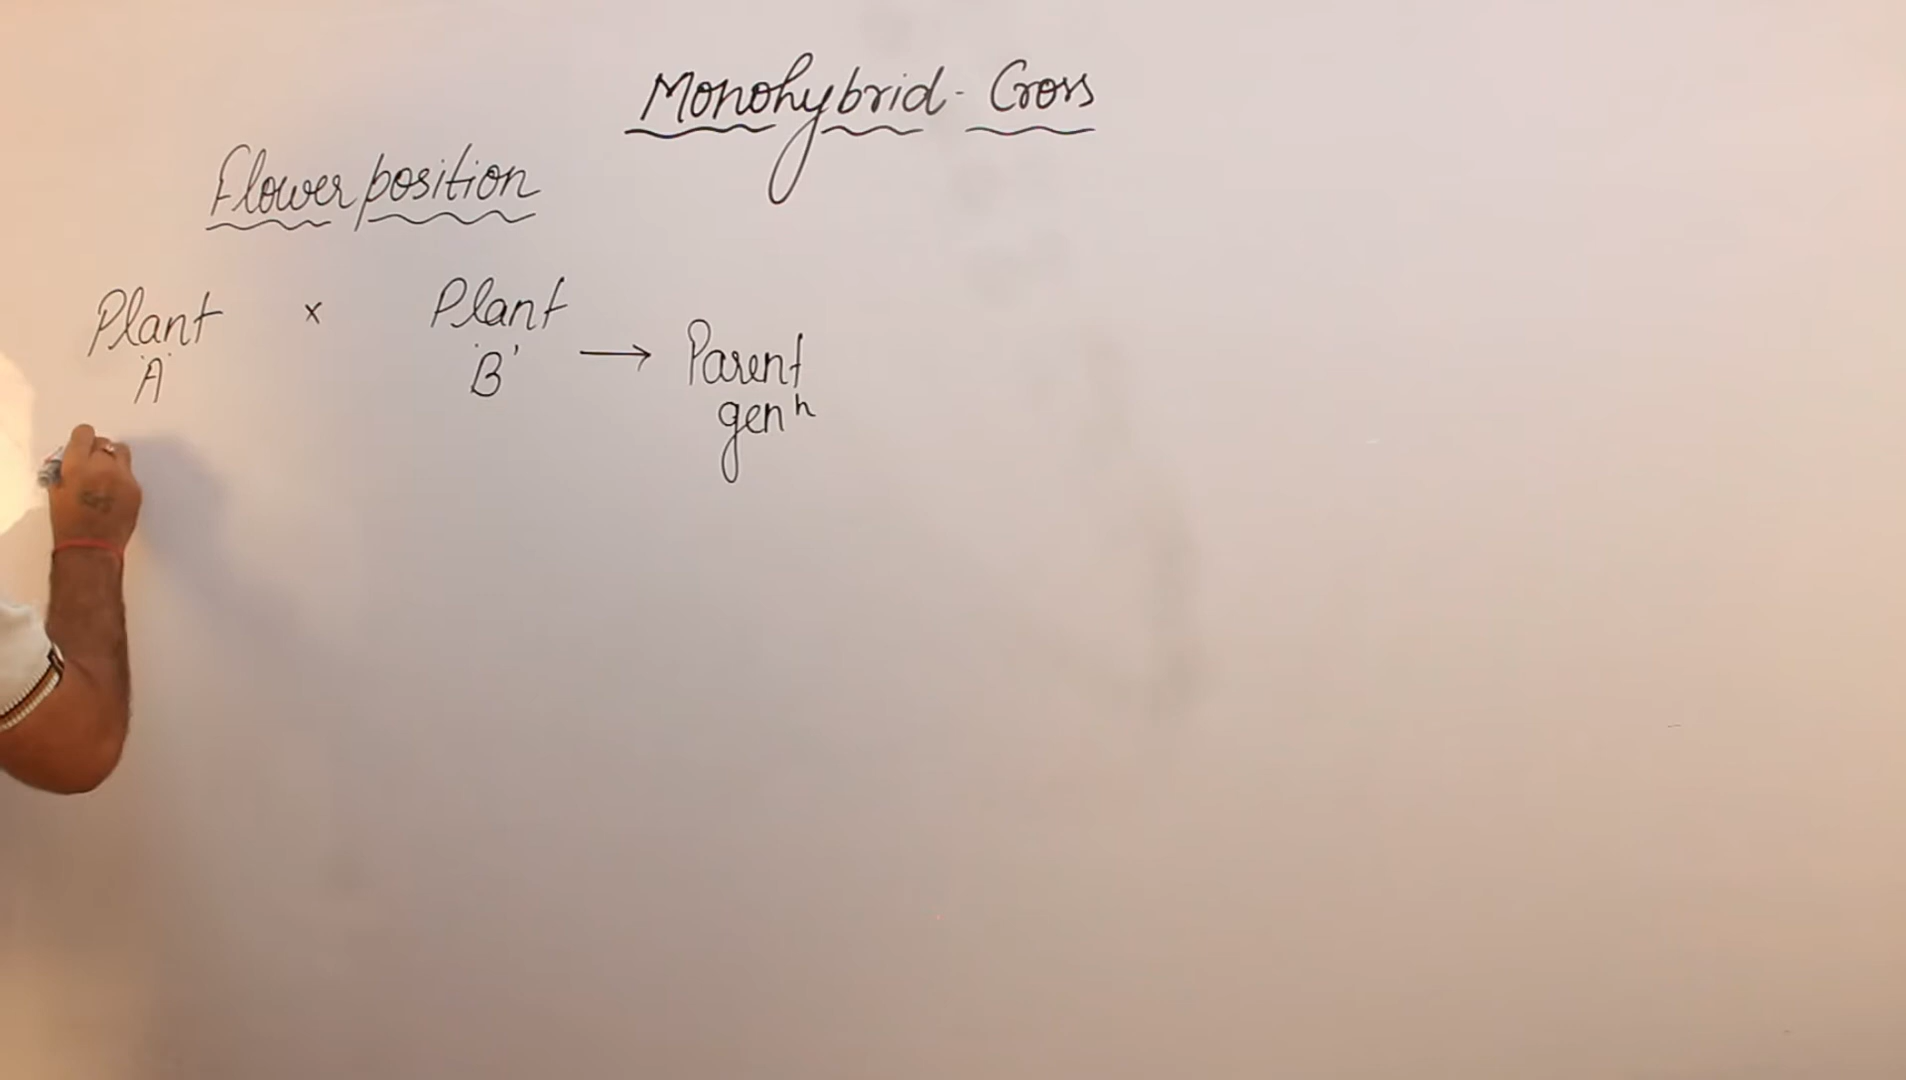 Monohybrid - Cross
Flower position
Plant × Plant
'A' 'B' → Parent
genⁿ